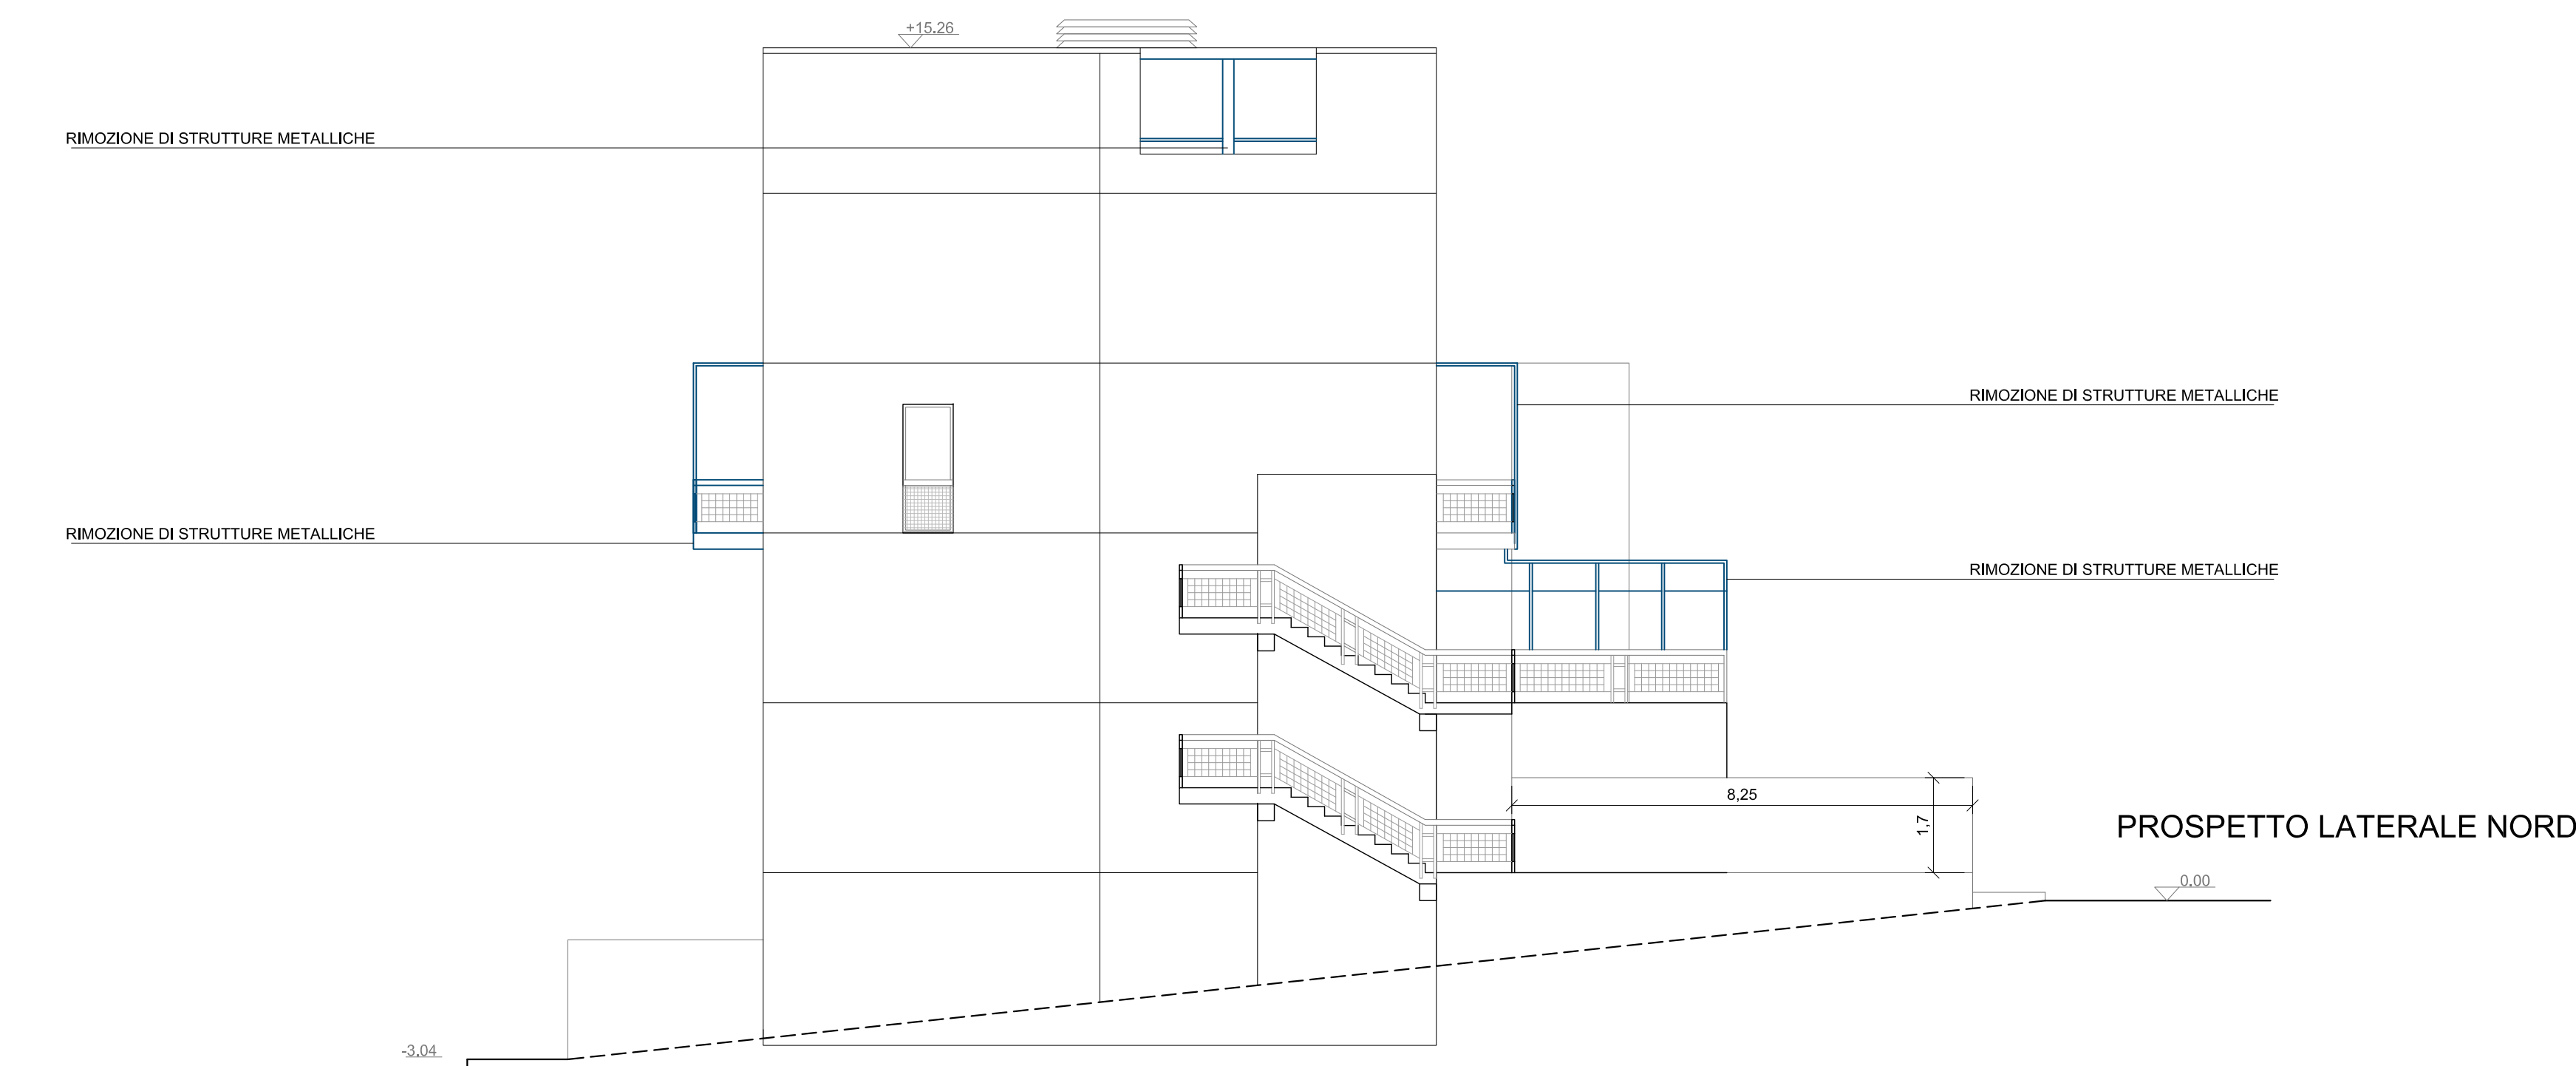 +15.26
RIMOZIONE DI STRUTTURE METALLICHE
RIMOZIONE DI STRUTTURE METALLICHE
RIMOZIONE DI STRUTTURE METALLICHE
RIMOZIONE DI STRUTTURE METALLICHE
8,25
1,7
PROSPETTO LATERALE NORD
0.00
-3.04